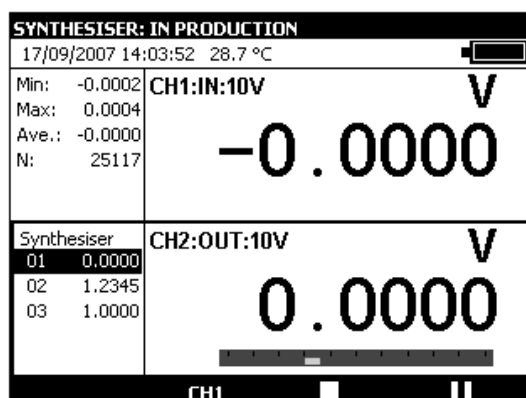 SYNTHESISER: IN PRODUCTION
17/09/2007 14:03:52 28.7 °C
Min: -0.0002
Max: 0.0004
Ave.: -0.0000
N: 25117
CH1:IN:10V
V
-0.0000
Synthesiser
01 0.0000
02 1.2345
03 1.0000
CH2:OUT:10V
V
0.0000
CH1